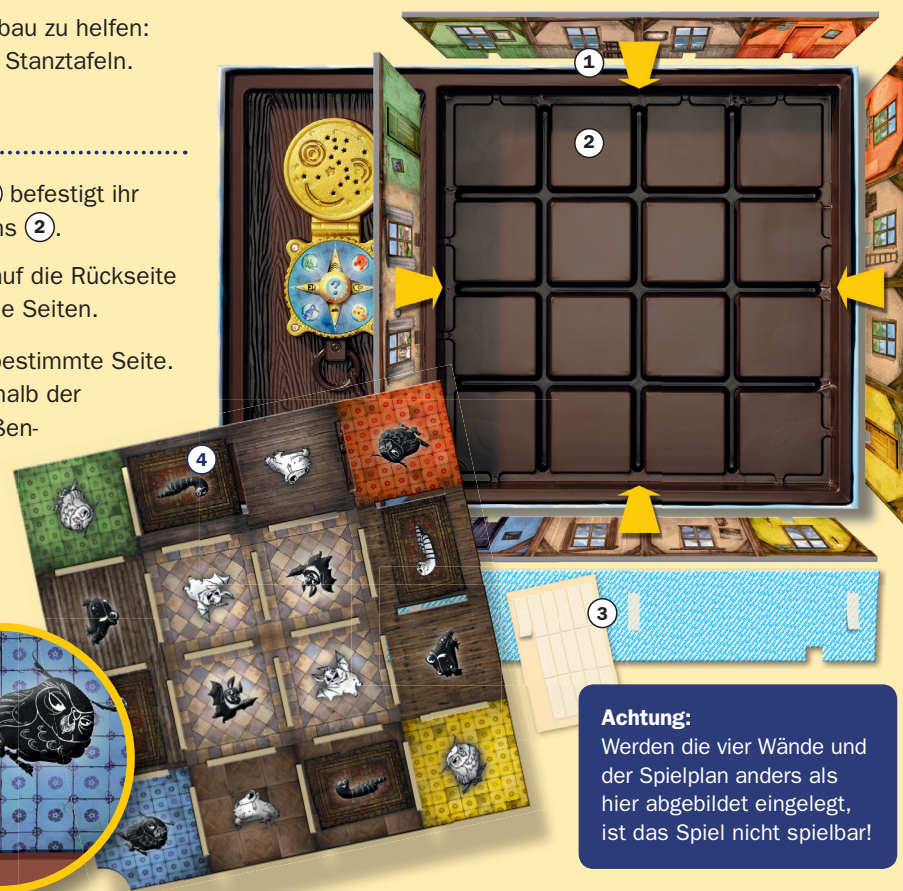 bau zu helfen:
Stanztafeln.
) befestigt ihr
ns 2.
auf die Rückseite
e Seiten.
bestimmte Seite.
halb der
ßen-
1
2
4
3
Achtung:
Werden die vier Wände und
der Spielplan anders als
hier abgebildet eingelegt,
ist das Spiel nicht spielbar!